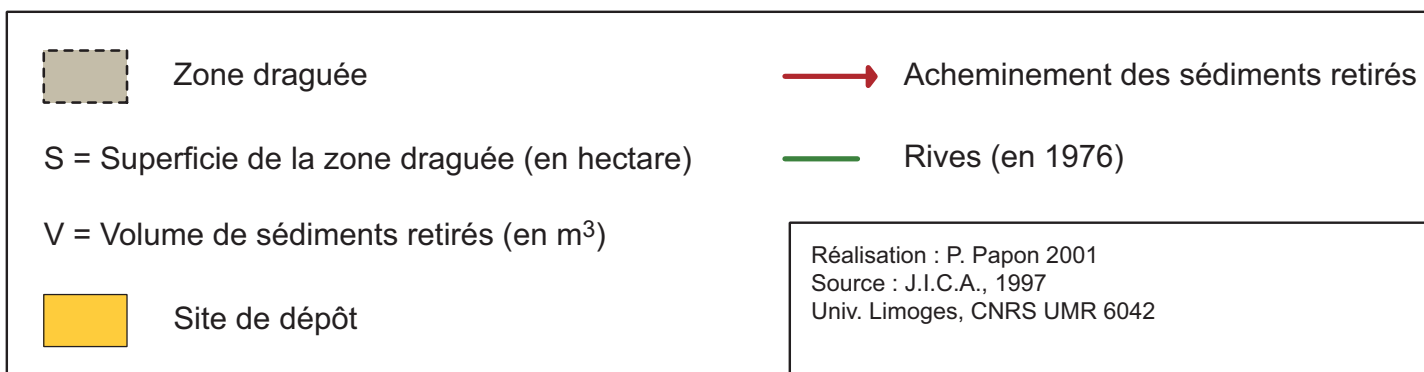 Zone draguée
S = Superficie de la zone draguée (en hectare)
V = Volume de sédiments retirés (en m³)
Site de dépôt
Acheminement des sédiments retirés
Rives (en 1976)
Réalisation : P. Papon 2001
Source : J.I.C.A., 1997
Univ. Limoges, CNRS UMR 6042